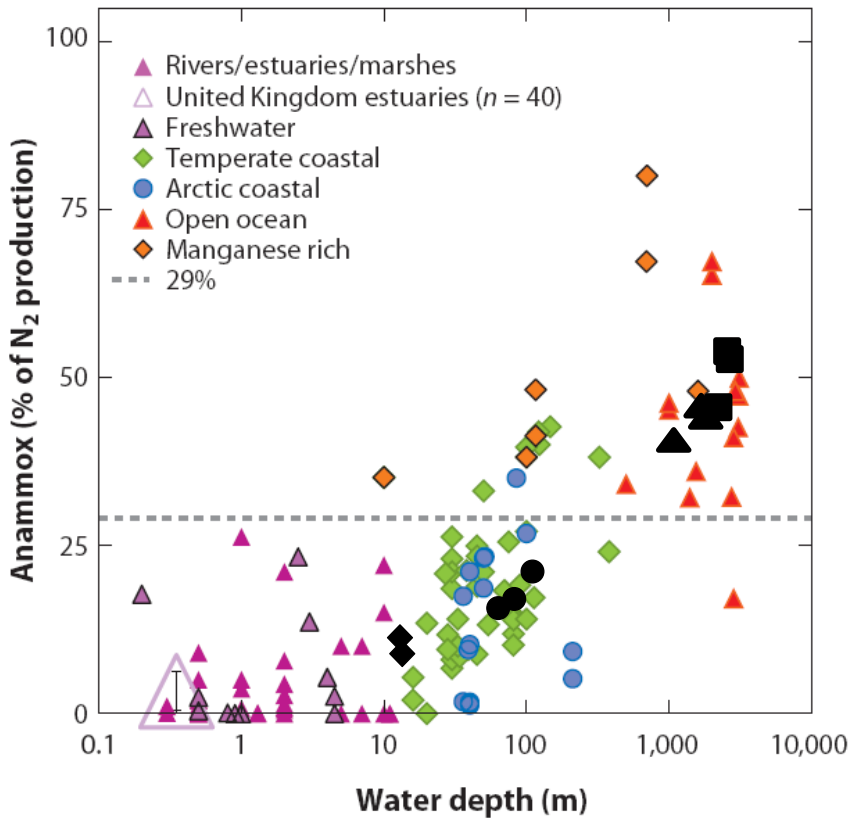 100
75
50
25
0
Anammox (% of N₂ production)
Rivers/estuaries/marshes
United Kingdom estuaries (n = 40)
Freshwater
Temperate coastal
Arctic coastal
Open ocean
Manganese rich
29%
0.1 1 10 100 1,000 10,000
Water depth (m)